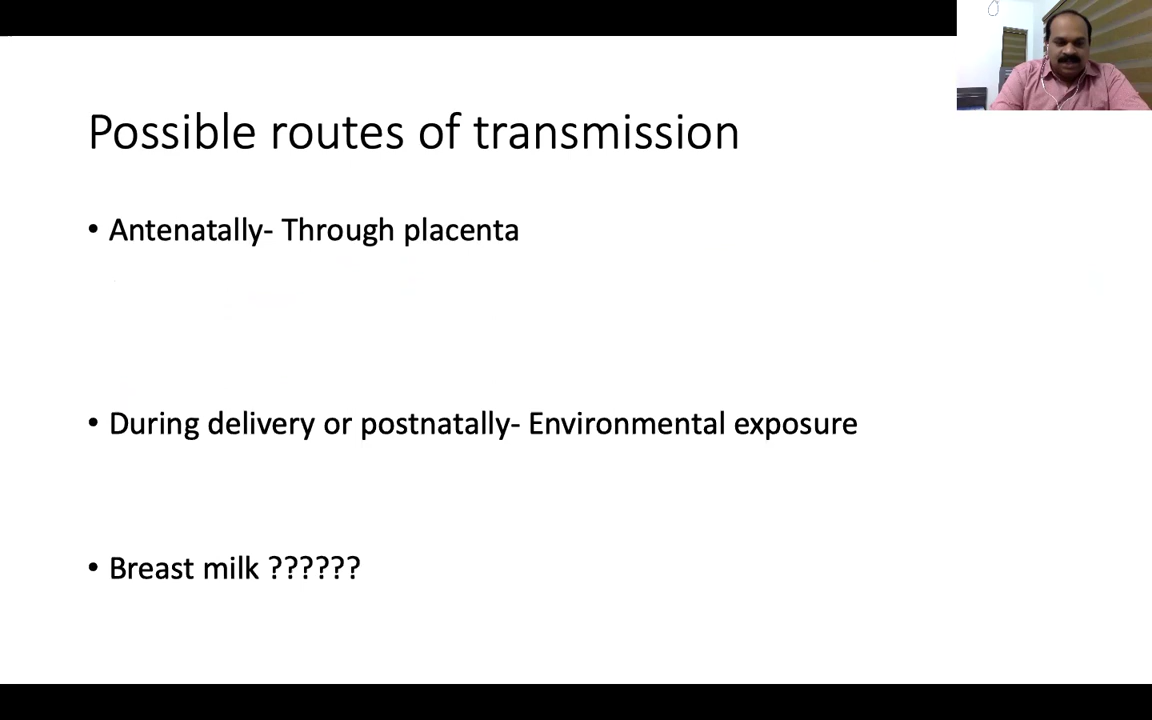 Possible routes of transmission
• Antenatally- Through placenta
• During delivery or postnatally- Environmental exposure
• Breast milk ??????